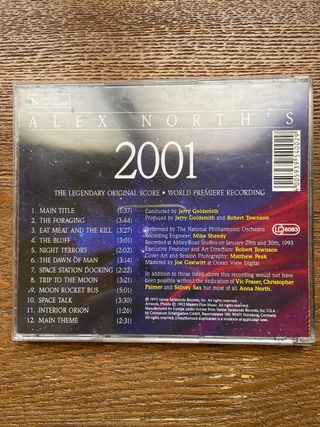 VARÈSE SARABANDE
ALEX NORTH'S
2001
THE LEGENDARY ORIGINAL SCORE • WORLD PREMIERE RECORDING
1. MAIN TITLE (1:37)
2. THE FORAGING (3:44)
3. EAT MEAT AND THE KILL (3:27)
4. THE BLUFF (3:01)
5. NIGHT TERRORS (2:02)
6. THE DAWN OF MAN (3:14)
7. SPACE STATION DOCKING (2:22)
8. TRIP TO THE MOON (3:21)
9. MOON ROCKET BUS (5:01)
10. SPACE TALK (3:30)
11. INTERIOR ORION (1:26)
12. MAIN THEME (2:31)
Conducted by Jerry Goldsmith
Produced by Jerry Goldsmith and Robert Townson
Performed by The National Philharmonic Orchestra
Recording Engineer: Mike Sheedy
Recorded at Abbey Road Studios on January 29th and 30th, 1993
Executive Producer and Art Direction: Robert Townson
Cover Art and Session Photography: Matthew Peak
Mastered by Joe Gastwirt at Ocean View Digital
In addition to those listed above this recording would not have
been possible without the dedication of Vic Fraser, Christopher
Palmer and Sidney Sax but most of all, Anna North.
LC 6083